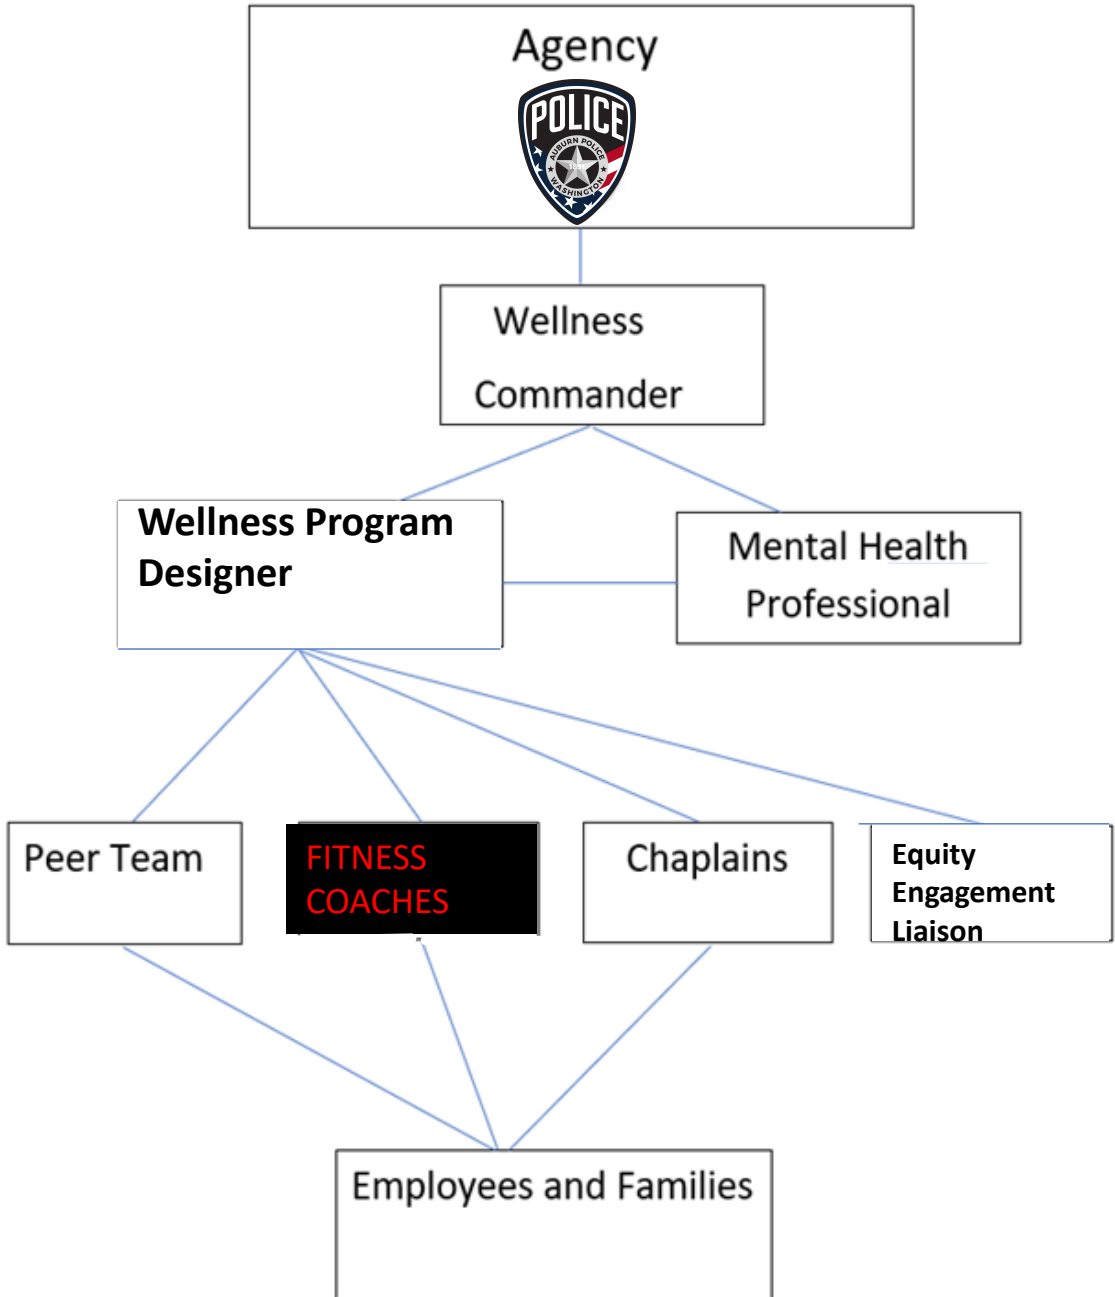 Agency
POLICE
AUBURN POLICE
1891
WASHINGTON
Wellness
Commander
Wellness Program
Designer
Mental Health
Professional
Peer Team
FITNESS
COACHES
Chaplains
Equity
Engagement
Liaison
Employees and Families